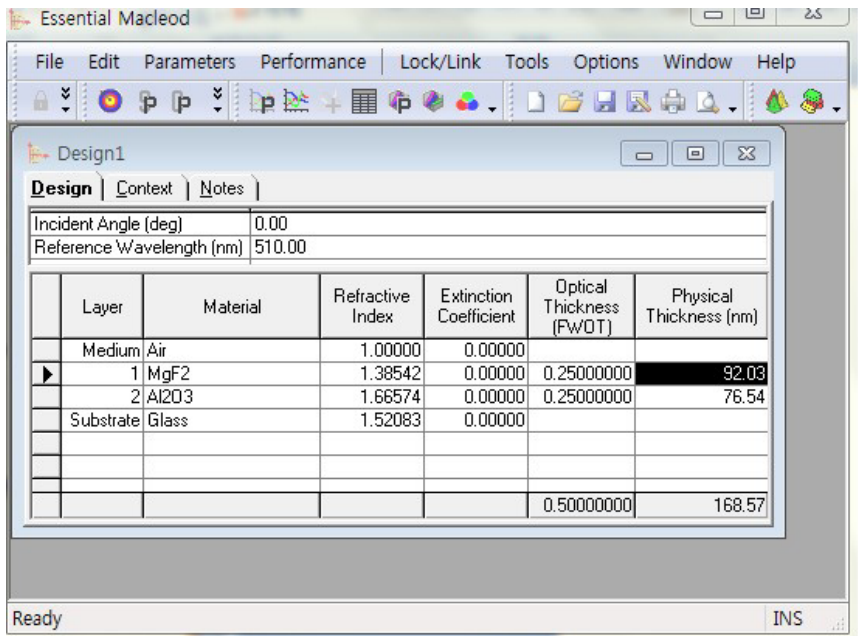 Essential Macleod
File Edit Parameters Performance Lock/Link Tools Options Window Help
Design1
Design Context Notes
Incident Angle (deg) 0.00
Reference Wavelength (nm) 510.00
Layer Material Refractive Index Extinction Coefficient Optical Thickness (FWOT) Physical Thickness (nm)
Medium Air 1.00000 0.00000
1 MgF2 1.38542 0.00000 0.25000000 92.03
2 Al2O3 1.66574 0.00000 0.25000000 76.54
Substrate Glass 1.52083 0.00000
0.50000000 168.57
Ready INS